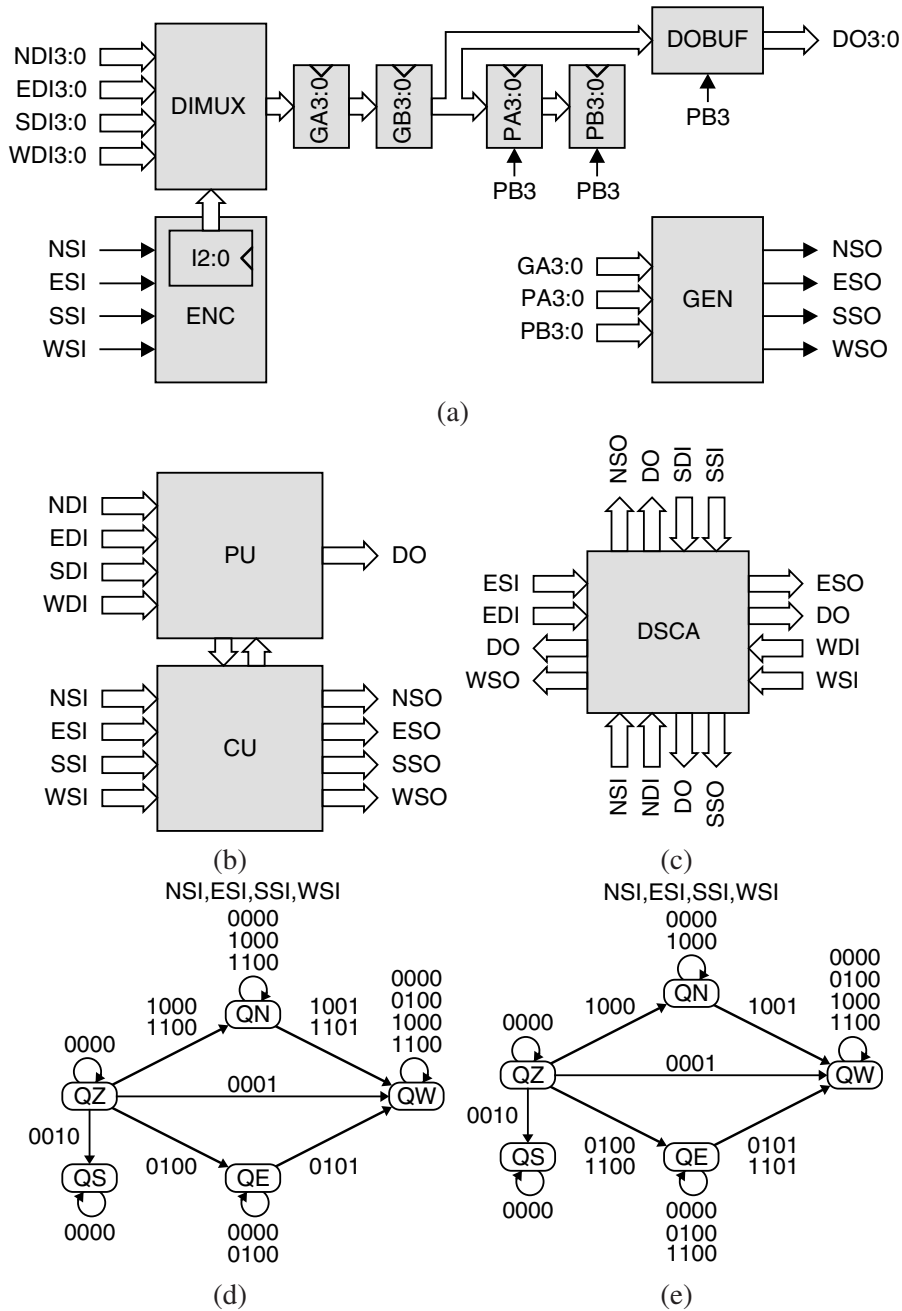 NDI3:0
EDI3:0
SDI3:0
WDI3:0
DIMUX
GA3:0
GB3:0
PA3:0
PB3:0
PB3
PB3
DOBUF
DO3:0
PB3
NSI
ESI
SSI
WSI
I2:0
ENC
GA3:0
PA3:0
PB3:0
GEN
NSO
ESO
SSO
WSO
(a)
NDI
EDI
SDI
WDI
PU
DO
NSI
ESI
SSI
WSI
CU
NSO
ESO
SSO
WSO
(b)
NSO
DO
SDI
SSI
ESI
EDI
DO
WSO
DSCA
ESO
DO
WDI
WSI
NSI
NDI
DO
SSO
(c)
NSI,ESI,SSI,WSI
0000
1000
1100
QN
1000
1100
1001
1101
0000
0100
1000
1100
0000
QZ
0001
QW
0010
QS
0000
0100
QE
0101
0000
0100
(d)
NSI,ESI,SSI,WSI
0000
1000
QN
1000
1001
0000
0100
1000
1100
0000
QZ
0001
QW
0010
QS
0000
0100
1100
QE
0101
1101
0000
0100
1100
(e)